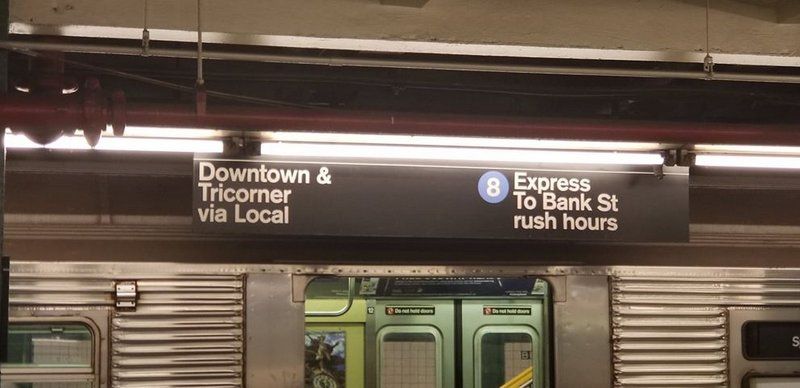 Downtown &
Tricorner
via Local
8 Express
To Bank St
rush hours
Do not hold doors
Do not hold doors
12
B
S